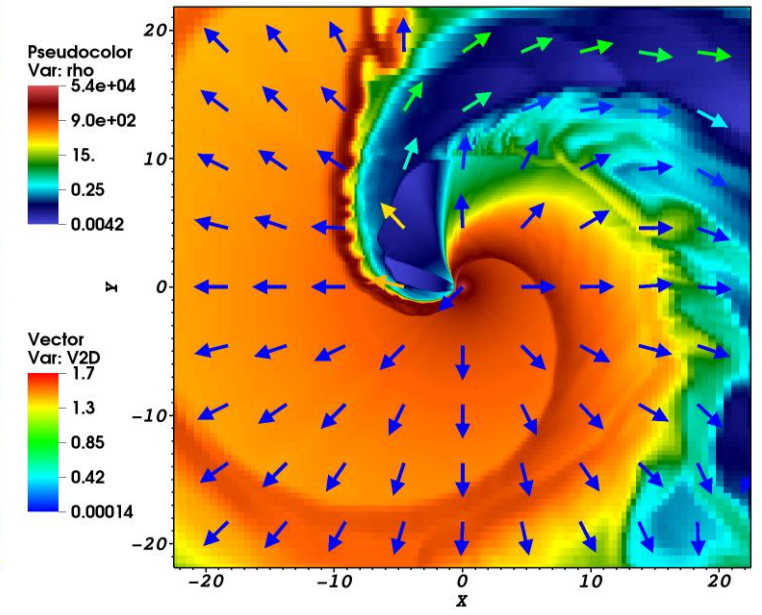 Pseudocolor
Var: rho
5.4e+04
9.0e+02
15.
0.25
0.0042
Vector
Var: V2D
1.7
1.3
0.85
0.42
0.00014
20
10
0
-10
-20
Y
-20 -10 0 10 20
X